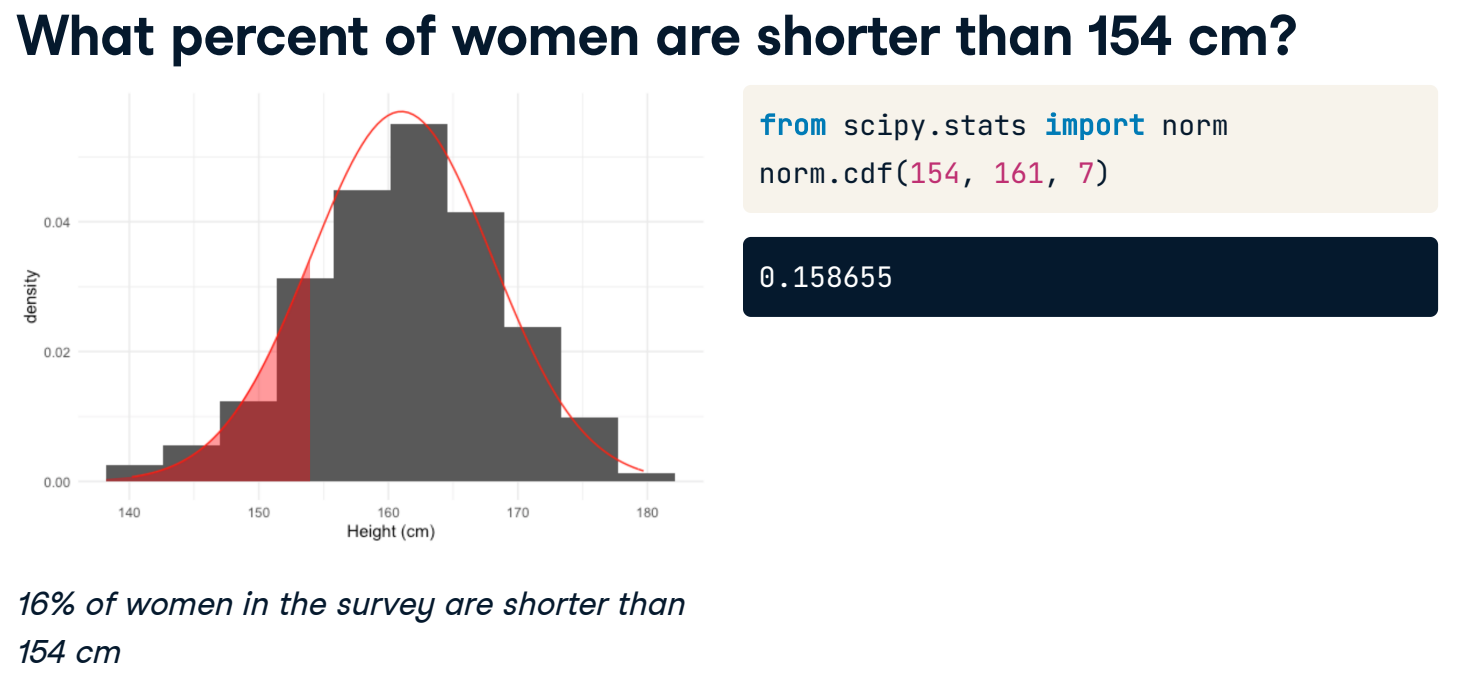 What percent of women are shorter than 154 cm?
from scipy.stats import norm
norm.cdf(154, 161, 7)
0.158655
0.04
0.02
0.00
density
140 150 160 170 180
Height (cm)
16% of women in the survey are shorter than
154 cm